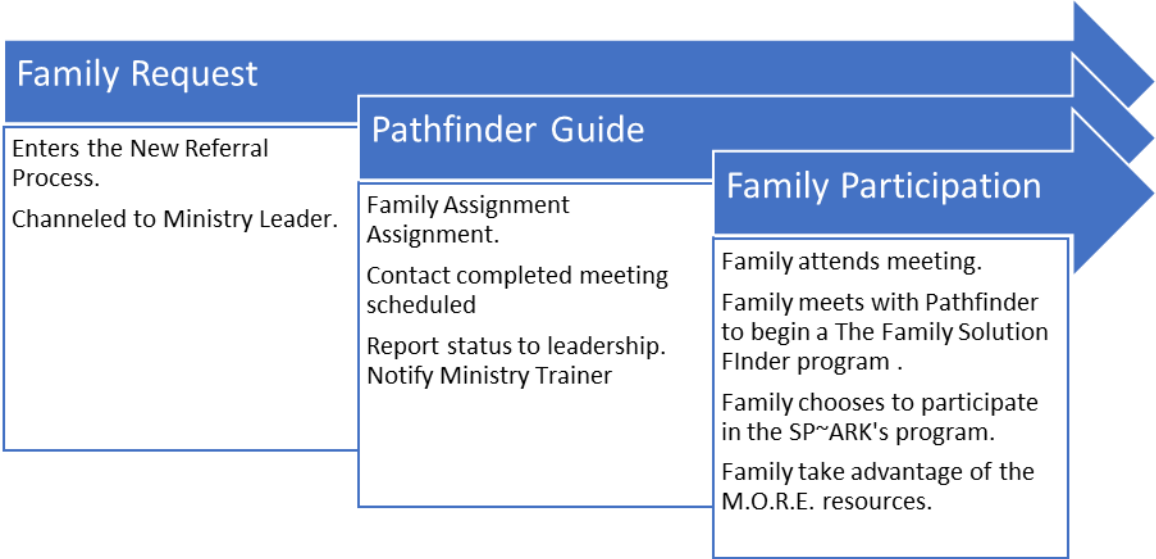 Family Request
Enters the New Referral
Process.
Channeled to Ministry Leader.
Pathfinder Guide
Family Assignment
Assignment.
Contact completed meeting
scheduled
Report status to leadership.
Notify Ministry Trainer
Family Participation
Family attends meeting.
Family meets with Pathfinder
to begin a The Family Solution
FInder program .
Family chooses to participate
in the SP~ARK's program.
Family take advantage of the
M.O.R.E. resources.